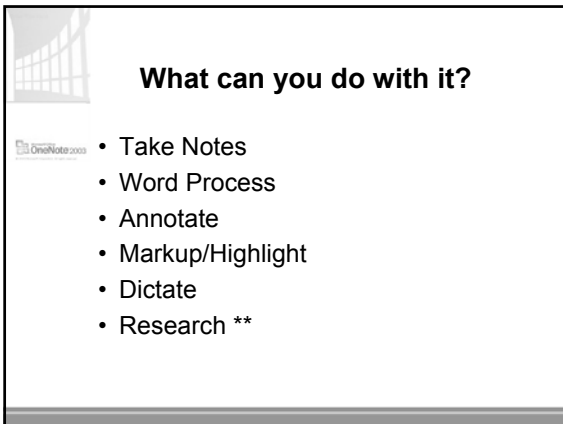 What can you do with it?
OneNote 2003
• Take Notes
• Word Process
• Annotate
• Markup/Highlight
• Dictate
• Research **